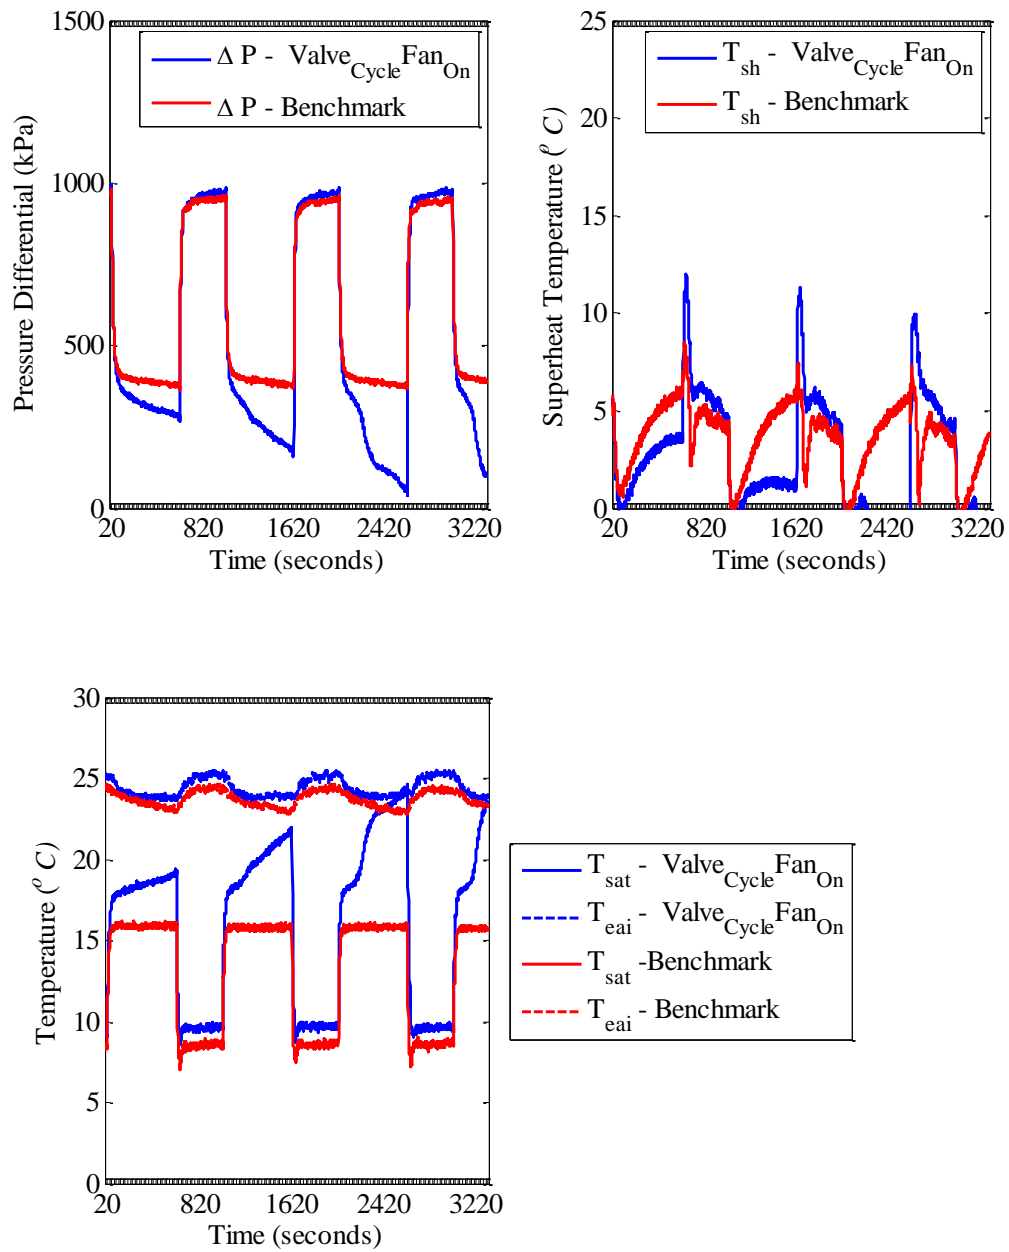 1500
1000
500
0
20 820 1620 2420 3220
Pressure Differential (kPa)
Time (seconds)
Δ P - Valve_Cycle Fan_On
Δ P - Benchmark
25
20
15
10
5
0
20 820 1620 2420 3220
Superheat Temperature (° C)
Time (seconds)
T_sh - Valve_Cycle Fan_On
T_sh - Benchmark
30
25
20
15
10
5
0
20 820 1620 2420 3220
Temperature (° C)
Time (seconds)
T_sat - Valve_Cycle Fan_On
T_eai - Valve_Cycle Fan_On
T_sat -Benchmark
T_eai - Benchmark